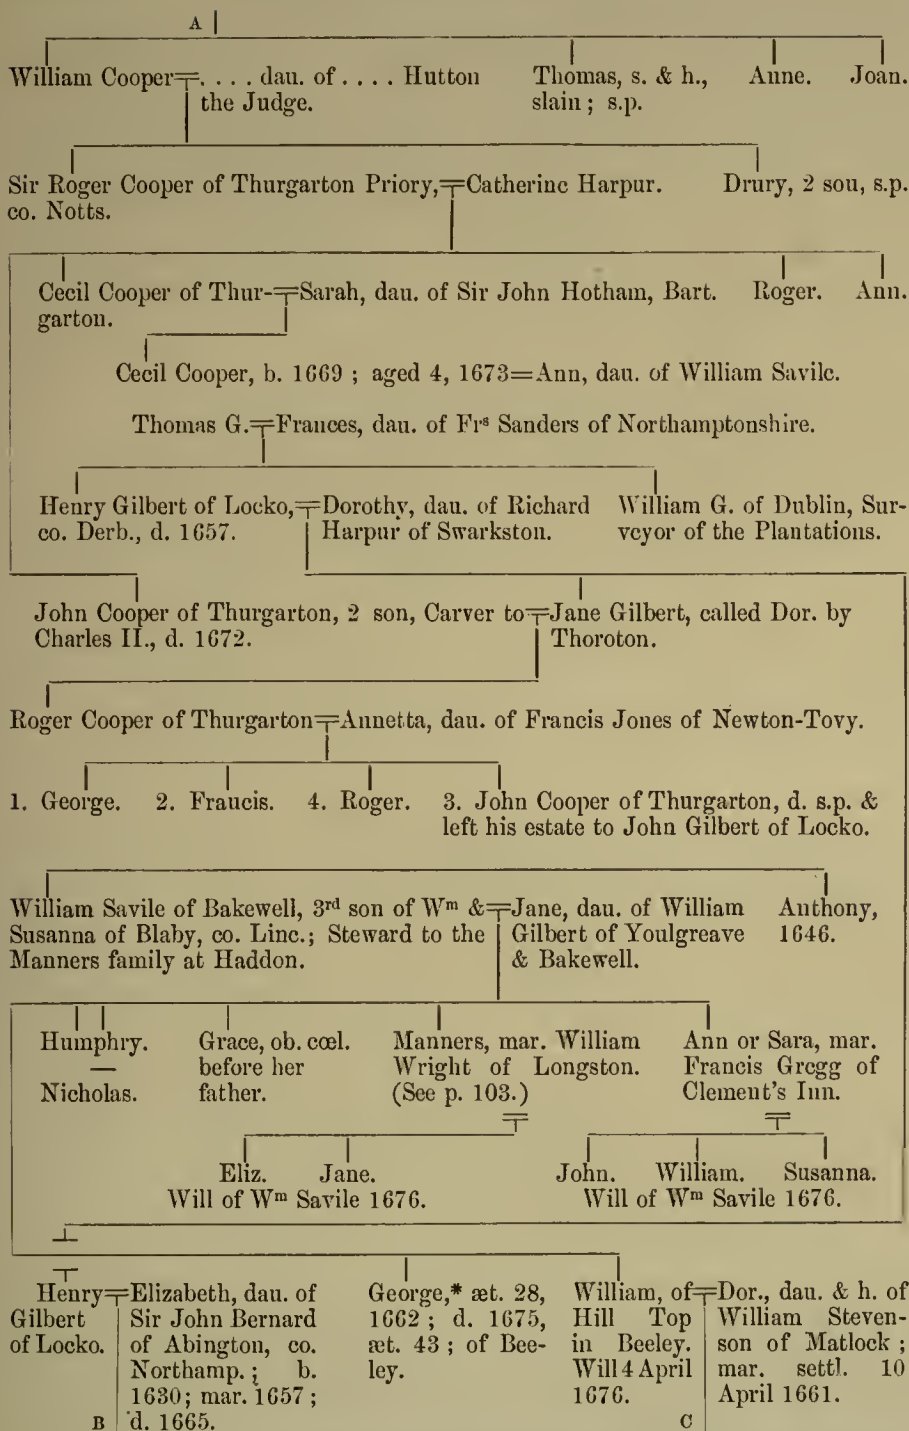 A
William Cooper=. . . . dau. of . . . . Hutton the Judge.
Thomas, s. & h., slain ; s.p.
Anne.
Joan.
Sir Roger Cooper of Thurgarton Priory,=Catherine Harpur.
co. Notts.
Drury, 2 son, s.p.
Cecil Cooper of Thur-=Sarah, dau. of Sir John Hotham, Bart.
garton.
Roger.
Ann.
Cecil Cooper, b. 1669 ; aged 4, 1673=Ann, dau. of William Savile.
Thomas G.=Frances, dau. of Frˢ Sanders of Northamptonshire.
Henry Gilbert of Locko,=Dorothy, dau. of Richard
co. Derb., d. 1657.
Harpur of Swarkston.
William G. of Dublin, Sur-
veyor of the Plantations.
John Cooper of Thurgarton, 2 son, Carver to=Jane Gilbert, called Dor. by
Charles II., d. 1672.
Thoroton.
Roger Cooper of Thurgarton=Annetta, dau. of Francis Jones of Newton-Tovy.
1. George.
2. Francis.
4. Roger.
3. John Cooper of Thurgarton, d. s.p. &
left his estate to John Gilbert of Locko.
William Savile of Bakewell, 3ʳᵈ son of Wᵐ &=Jane, dau. of William
Susanna of Blaby, co. Linc.; Steward to the
Manners family at Haddon.
Gilbert of Youlgreave
& Bakewell.
Anthony,
1646.
Humphry.
—
Nicholas.
Grace, ob. cœl.
before her
father.
Manners, mar. William
Wright of Longston.
(See p. 103.)
Ann or Sara, mar.
Francis Gregg of
Clement's Inn.
Eliz. Jane.
Will of Wᵐ Savile 1676.
John. William. Susanna.
Will of Wᵐ Savile 1676.
Henry=Elizabeth, dau. of
Gilbert
of Locko.
Sir John Bernard
of Abington, co.
Northamp. ; b.
1630; mar. 1657 ;
d. 1665.
B
George,* æt. 28,
1662 ; d. 1675,
æt. 43 ; of Bee-
ley.
William, of=Dor., dau. & h. of
Hill Top
in Beeley.
Will 4 April
1676.
C
William Steven-
son of Matlock ;
mar. settl. 10
April 1661.